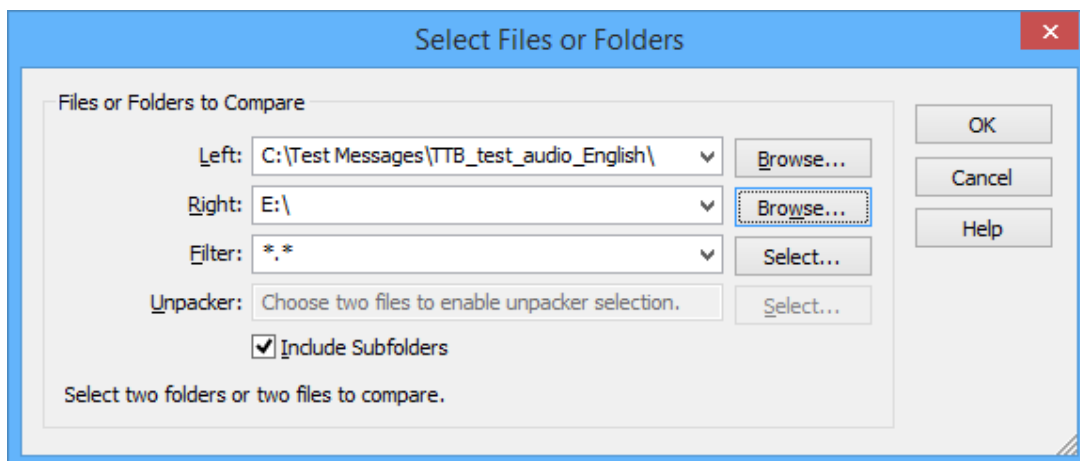 Select Files or Folders
Files or Folders to Compare
Left: C:\Test Messages\TTB_test_audio_English\ Browse... OK
Right: E:\ Browse... Cancel
Filter: *.* Select... Help
Unpacker: Choose two files to enable unpacker selection. Select...
Include Subfolders
Select two folders or two files to compare.